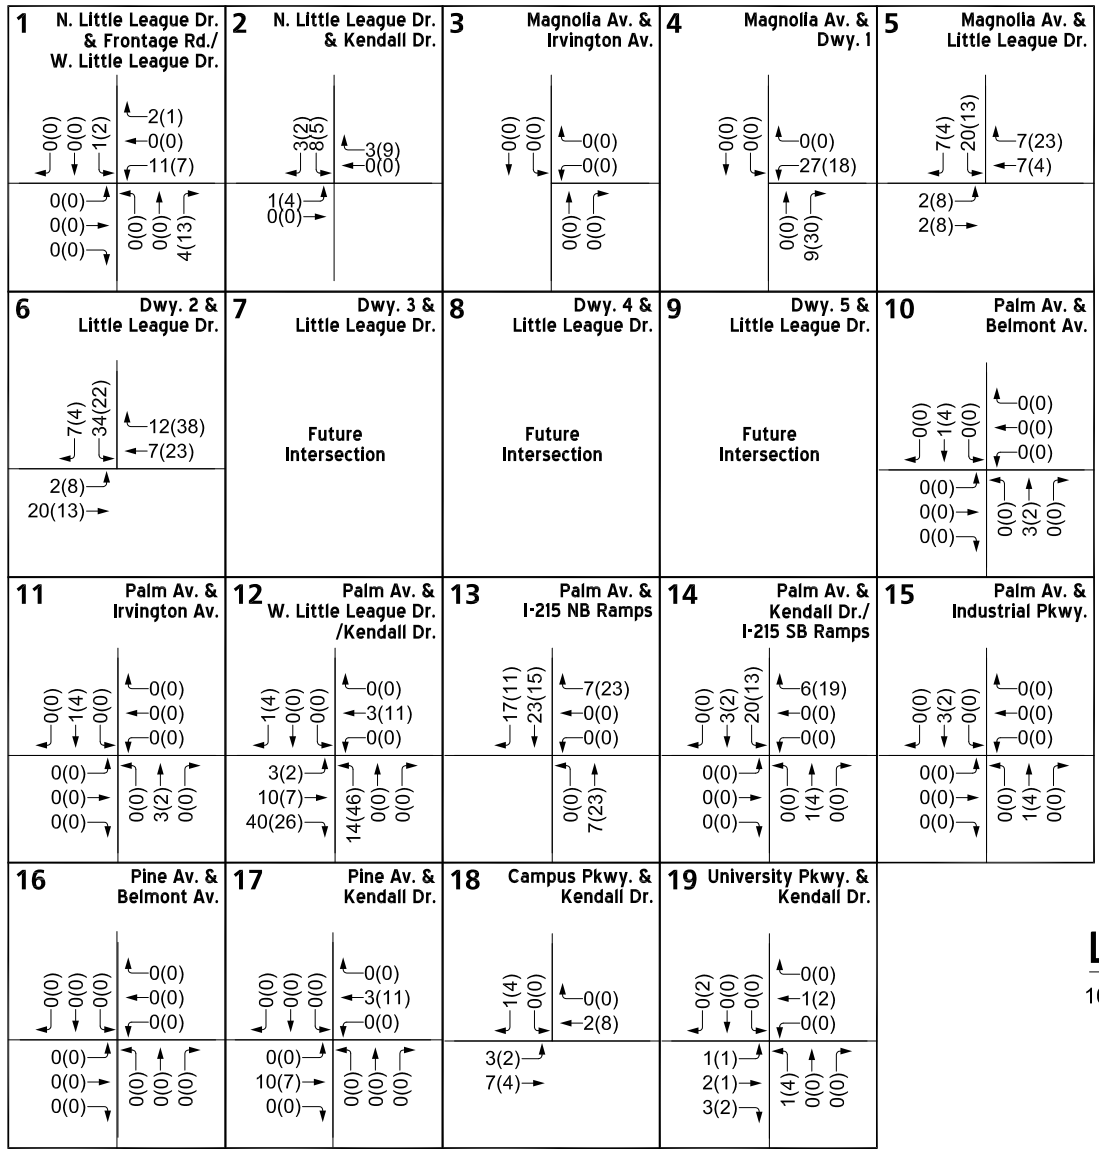 1 N. Little League Dr.
& Frontage Rd./
W. Little League Dr.
0(0) 0(0) 1(2)
2(1)
0(0)
11(7)
0(0)
0(0)
0(0)
0(0) 0(0) 4(13)
2 N. Little League Dr.
& Kendall Dr.
3(2) 8(5)
3(9)
0(0)
1(4)
0(0)
3 Magnolia Av. &
Irvington Av.
0(0) 0(0)
0(0)
0(0)
0(0) 0(0)
4 Magnolia Av. &
Dwy. 1
0(0) 0(0)
0(0)
27(18)
0(0) 9(30)
5 Magnolia Av. &
Little League Dr.
7(4) 20(13)
7(23)
7(4)
2(8)
2(8)
6 Dwy. 2 &
Little League Dr.
7(4) 34(22)
12(38)
7(23)
2(8)
20(13)
7 Dwy. 3 &
Little League Dr.
Future
Intersection
8 Dwy. 4 &
Little League Dr.
Future
Intersection
9 Dwy. 5 &
Little League Dr.
Future
Intersection
10 Palm Av. &
Belmont Av.
0(0) 1(4) 0(0)
0(0)
0(0)
0(0)
0(0)
0(0)
0(0)
0(0) 3(2) 0(0)
11 Palm Av. &
Irvington Av.
0(0) 1(4) 0(0)
0(0)
0(0)
0(0)
0(0)
0(0)
0(0)
0(0) 3(2) 0(0)
12 Palm Av. &
W. Little League Dr.
/Kendall Dr.
1(4) 0(0) 0(0)
0(0)
3(11)
0(0)
3(2)
10(7)
40(26)
14(46) 0(0) 0(0)
13 Palm Av. &
I-215 NB Ramps
17(11) 23(15)
7(23)
0(0)
0(0)
0(0) 7(23)
14 Palm Av. &
Kendall Dr./
I-215 SB Ramps
0(0) 3(2) 20(13)
6(19)
0(0)
0(0)
0(0)
0(0)
0(0)
0(0) 1(4) 0(0)
15 Palm Av. &
Industrial Pkwy.
0(0) 3(2) 0(0)
0(0)
0(0)
0(0)
0(0)
0(0)
0(0)
0(0) 1(4) 0(0)
16 Pine Av. &
Belmont Av.
0(0) 0(0) 0(0)
0(0)
0(0)
0(0)
0(0)
0(0)
0(0)
0(0) 0(0) 0(0)
17 Pine Av. &
Kendall Dr.
0(0) 0(0) 0(0)
0(0)
3(11)
0(0)
0(0)
10(7)
0(0)
0(0) 0(0) 0(0)
18 Campus Pkwy. &
Kendall Dr.
1(4) 0(0)
0(0)
2(8)
3(2)
7(4)
19 University Pkwy. &
Kendall Dr.
0(2) 0(0) 0(0)
0(0)
1(2)
0(0)
1(1)
2(1)
3(2)
1(4) 0(0) 0(0)